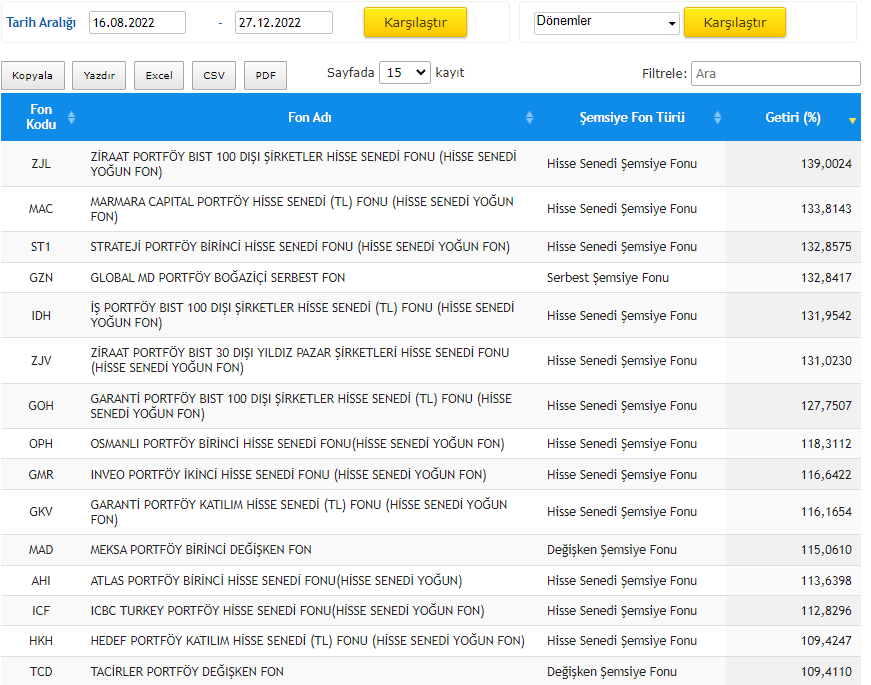 Tarih Aralığı 16.08.2022 - 27.12.2022 Karşılaştır Dönemler Karşılaştır
Kopyala Yazdır Excel CSV PDF Sayfada 15 kayıt Filtrele: Ara
Fon Kodu Fon Adı Şemsiye Fon Türü Getiri (%)
ZJL ZİRAAT PORTFÖY BIST 100 DIŞI ŞİRKETLER HİSSE SENEDİ FONU (HİSSE SENEDİ
YOĞUN FON) Hisse Senedi Şemsiye Fonu 139,0024
MAC MARMARA CAPITAL PORTFÖY HİSSE SENEDİ (TL) FONU (HİSSE SENEDİ YOĞUN
FON) Hisse Senedi Şemsiye Fonu 133,8143
ST1 STRATEJİ PORTFÖY BİRİNCİ HİSSE SENEDİ FONU (HİSSE SENEDİ YOĞUN FON) Hisse Senedi Şemsiye Fonu 132,8575
GZN GLOBAL MD PORTFÖY BOĞAZİÇİ SERBEST FON Serbest Şemsiye Fonu 132,8417
IDH İŞ PORTFÖY BIST 100 DIŞI ŞİRKETLER HİSSE SENEDİ (TL) FONU (HİSSE SENEDİ
YOĞUN FON) Hisse Senedi Şemsiye Fonu 131,9542
ZJV ZİRAAT PORTFÖY BIST 30 DIŞI YILDIZ PAZAR ŞİRKETLERİ HİSSE SENEDİ FONU
(HİSSE SENEDİ YOĞUN FON) Hisse Senedi Şemsiye Fonu 131,0230
GOH GARANTİ PORTFÖY BIST 100 DIŞI ŞİRKETLER HİSSE SENEDİ (TL) FONU (HİSSE
SENEDİ YOĞUN FON) Hisse Senedi Şemsiye Fonu 127,7507
OPH OSMANLI PORTFÖY BİRİNCİ HİSSE SENEDİ FONU(HİSSE SENEDİ YOĞUN FON) Hisse Senedi Şemsiye Fonu 118,3112
GMR INVEO PORTFÖY İKİNCİ HİSSE SENEDİ FONU (HİSSE SENEDİ YOĞUN FON) Hisse Senedi Şemsiye Fonu 116,6422
GKV GARANTİ PORTFÖY KATILIM HİSSE SENEDİ (TL) FONU (HİSSE SENEDİ YOĞUN
FON) Hisse Senedi Şemsiye Fonu 116,1654
MAD MEKSA PORTFÖY BİRİNCİ DEĞİŞKEN FON Değişken Şemsiye Fonu 115,0610
AHI ATLAS PORTFÖY BİRİNCİ HİSSE SENEDİ FONU(HİSSE SENEDİ YOĞUN) Hisse Senedi Şemsiye Fonu 113,6398
ICF ICBC TURKEY PORTFÖY HİSSE SENEDİ FONU(HİSSE SENEDİ YOĞUN FON) Hisse Senedi Şemsiye Fonu 112,8296
HKH HEDEF PORTFÖY KATILIM HİSSE SENEDİ (TL) FONU (HİSSE SENEDİ YOĞUN FON) Hisse Senedi Şemsiye Fonu 109,4247
TCD TACİRLER PORTFÖY DEĞIŞKEN FON Değişken Şemsiye Fonu 109,4110